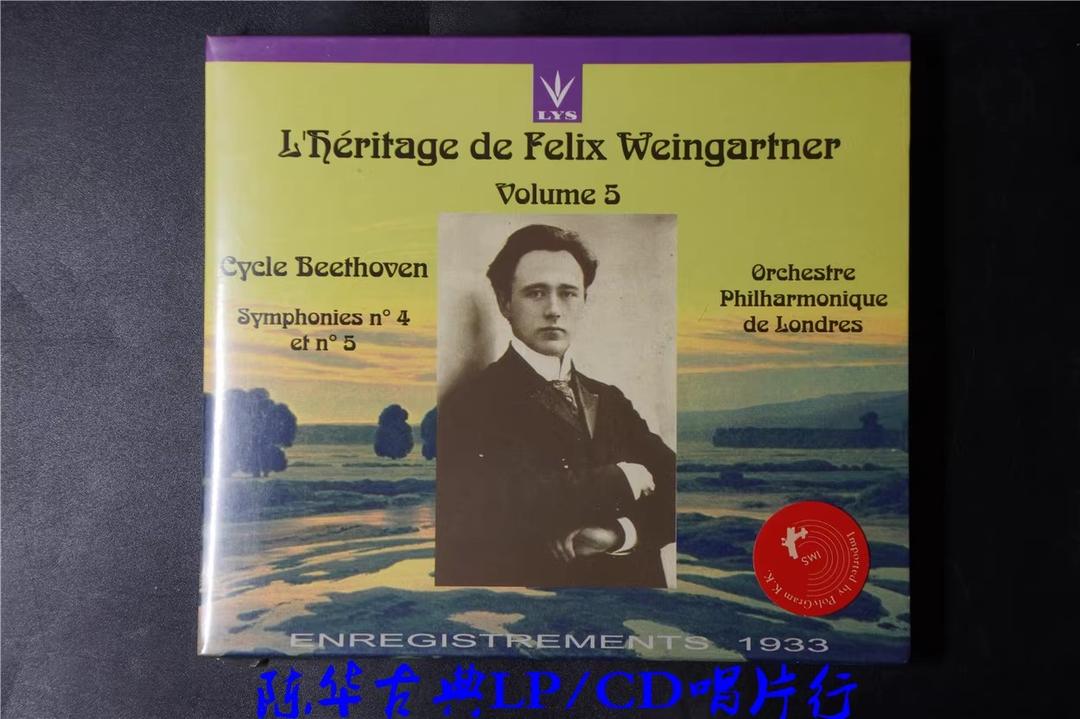 LYS
L'Héritage de Felix Weingartner
Volume 5
Cycle Beethoven
Symphonies n° 4
et n° 5
Orchestre
Philharmonique
de Londres
IMS
Imported by PolyGram K.K.
ENREGISTREMENTS 1933
陈华古典LP/CD唱片行